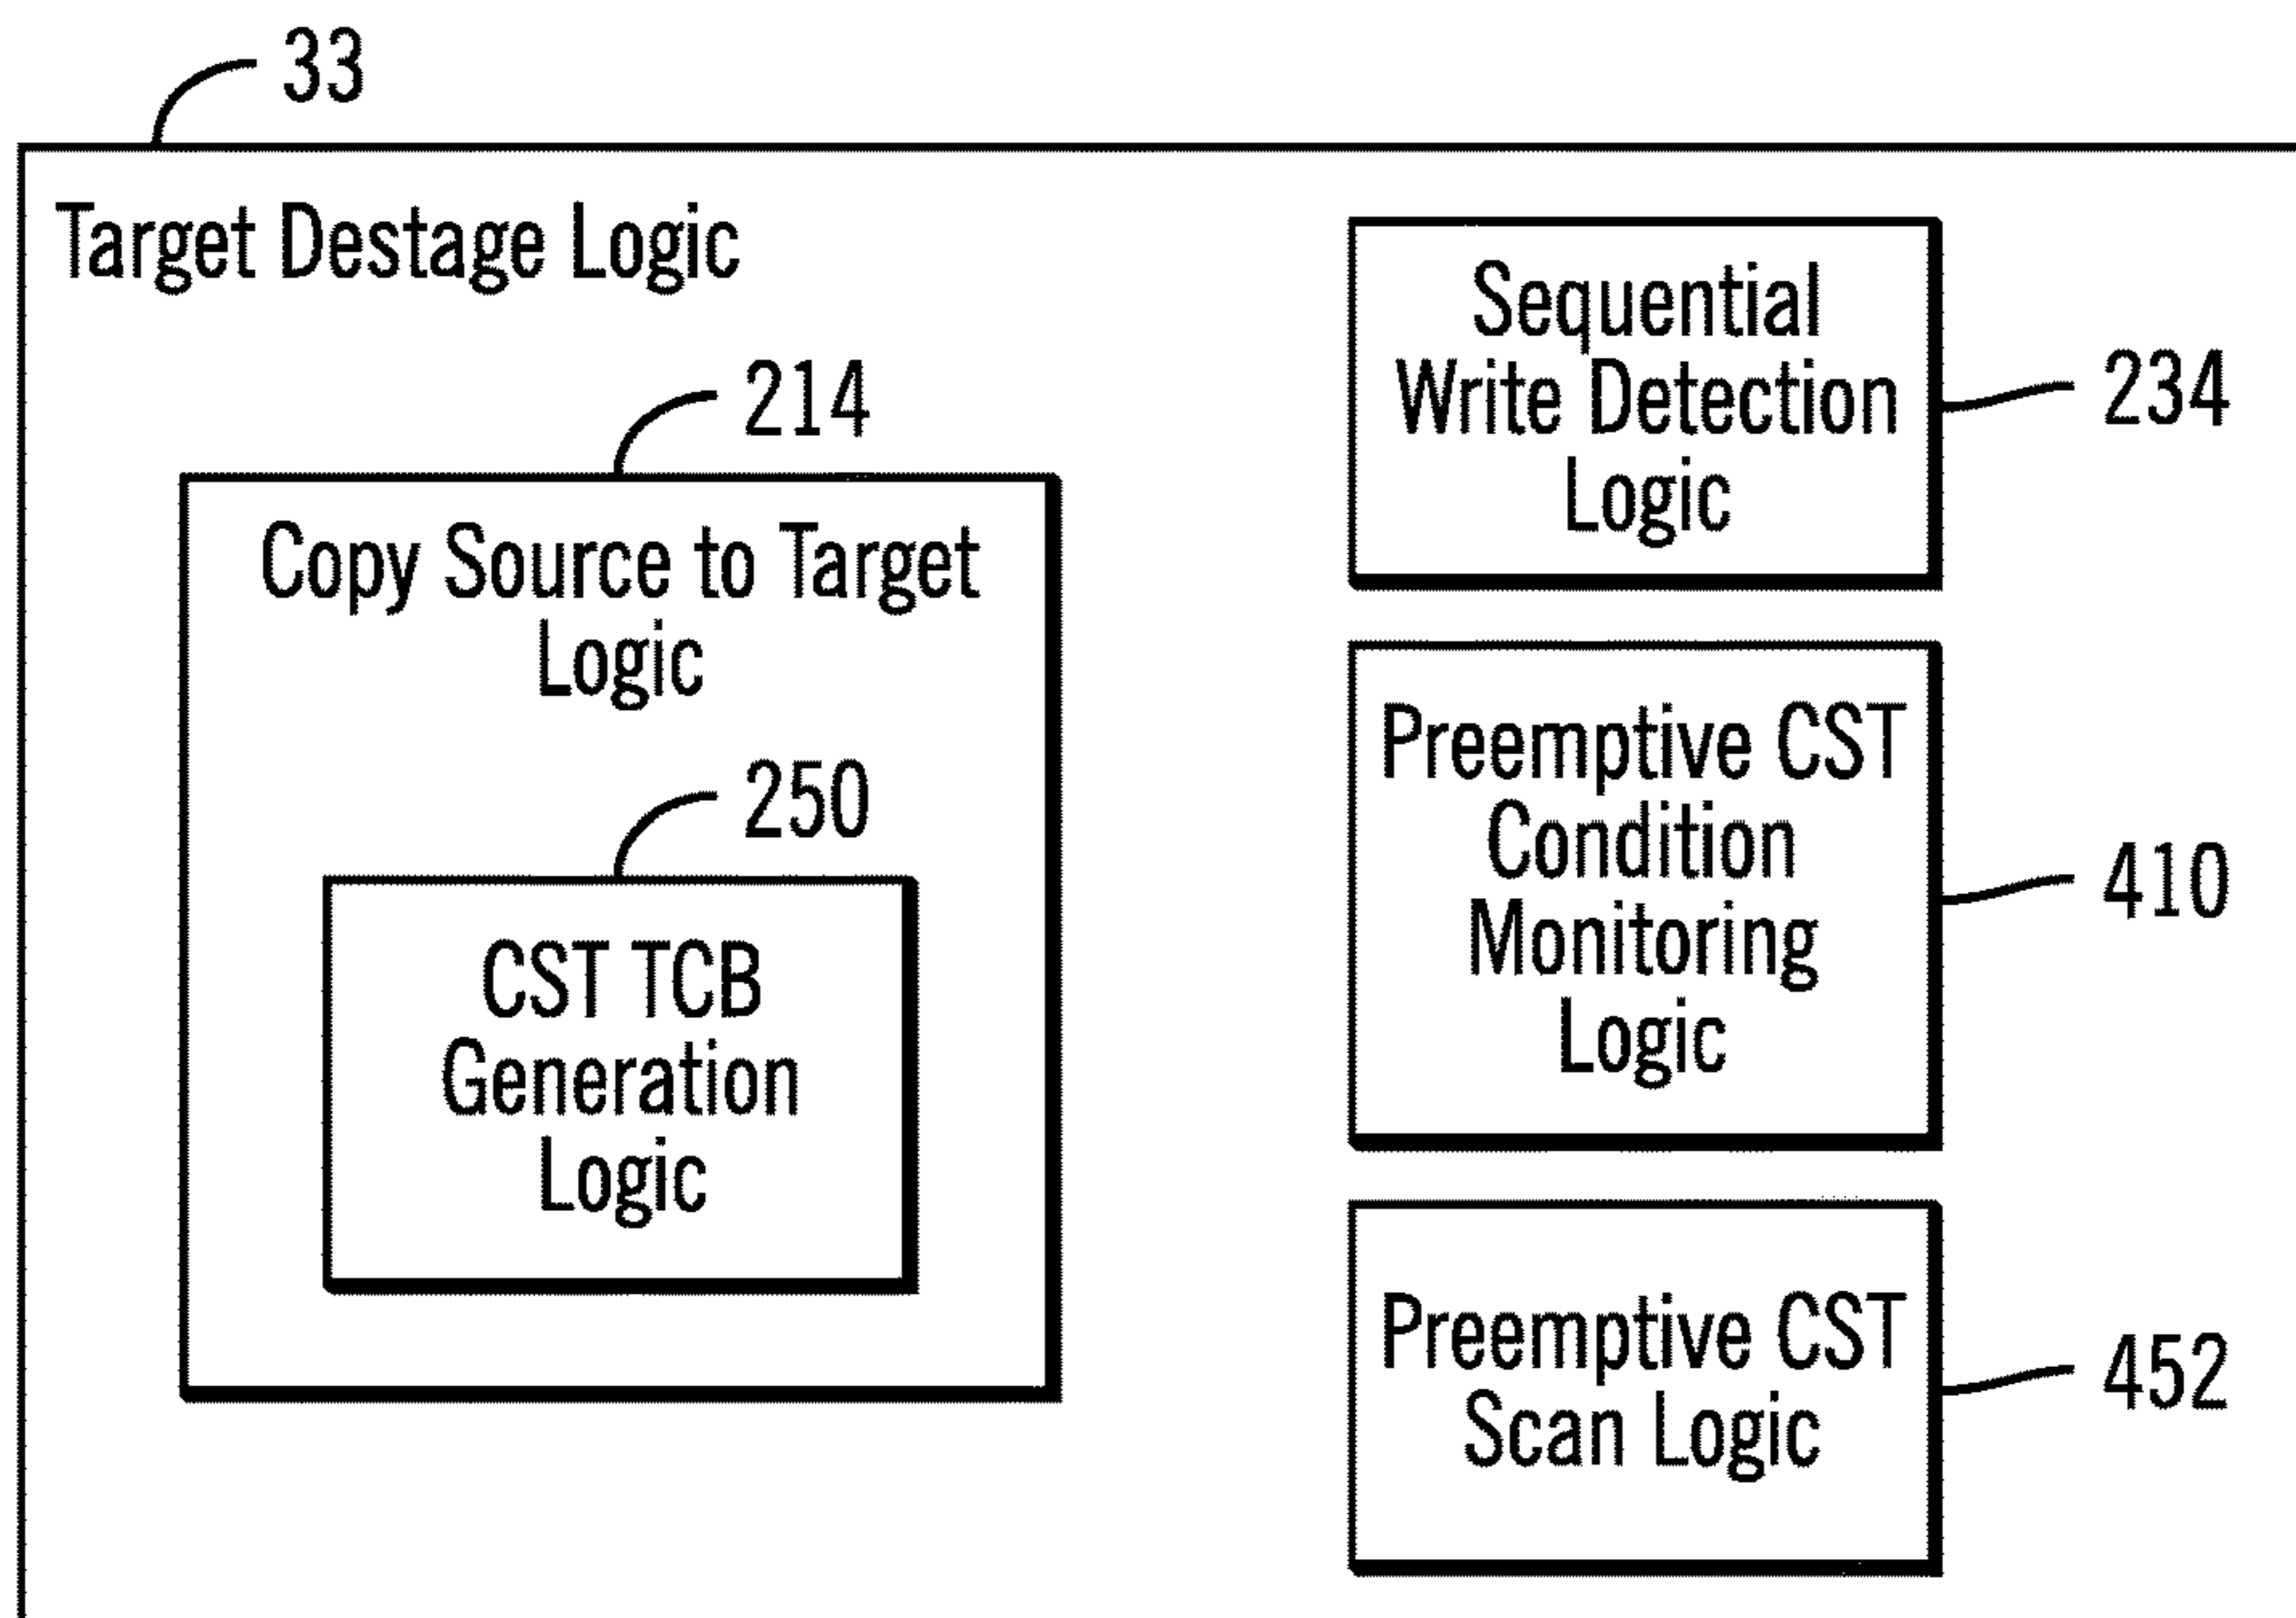 33
Target Destage Logic
214
Copy Source to Target
Logic
250
CST TCB
Generation
Logic
Sequential
Write Detection
Logic
234
Preemptive CST
Condition
Monitoring
Logic
410
Preemptive CST
Scan Logic
452